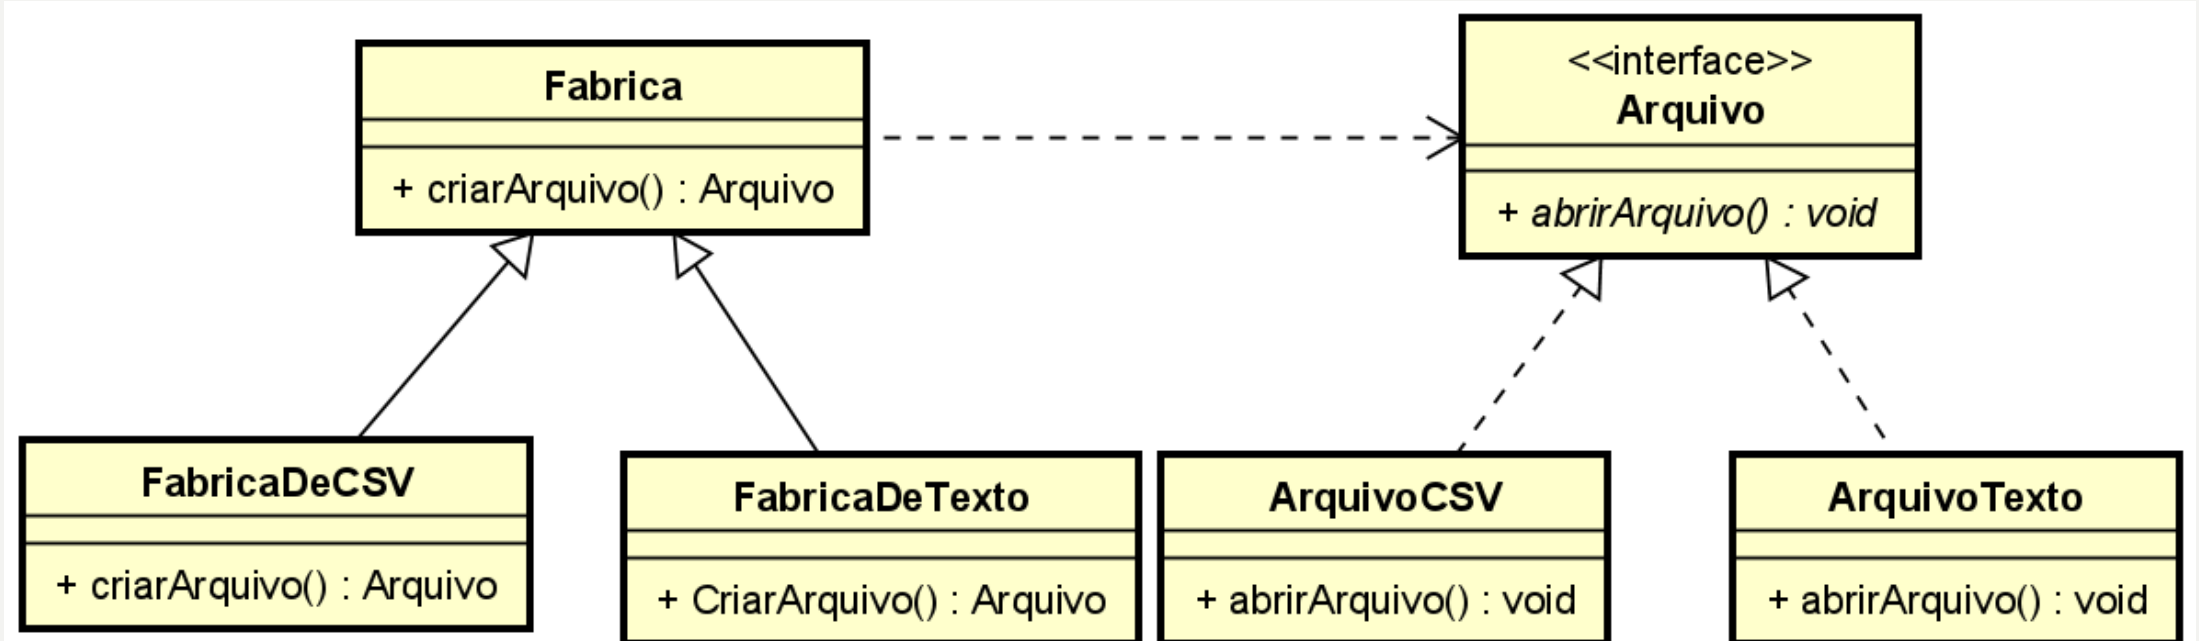 Fabrica
+ criarArquivo() : Arquivo
<<interface>>
Arquivo
+ abrirArquivo() : void
FabricaDeCSV
+ criarArquivo() : Arquivo
FabricaDeTexto
+ CriarArquivo() : Arquivo
ArquivoCSV
+ abrirArquivo() : void
ArquivoTexto
+ abrirArquivo() : void